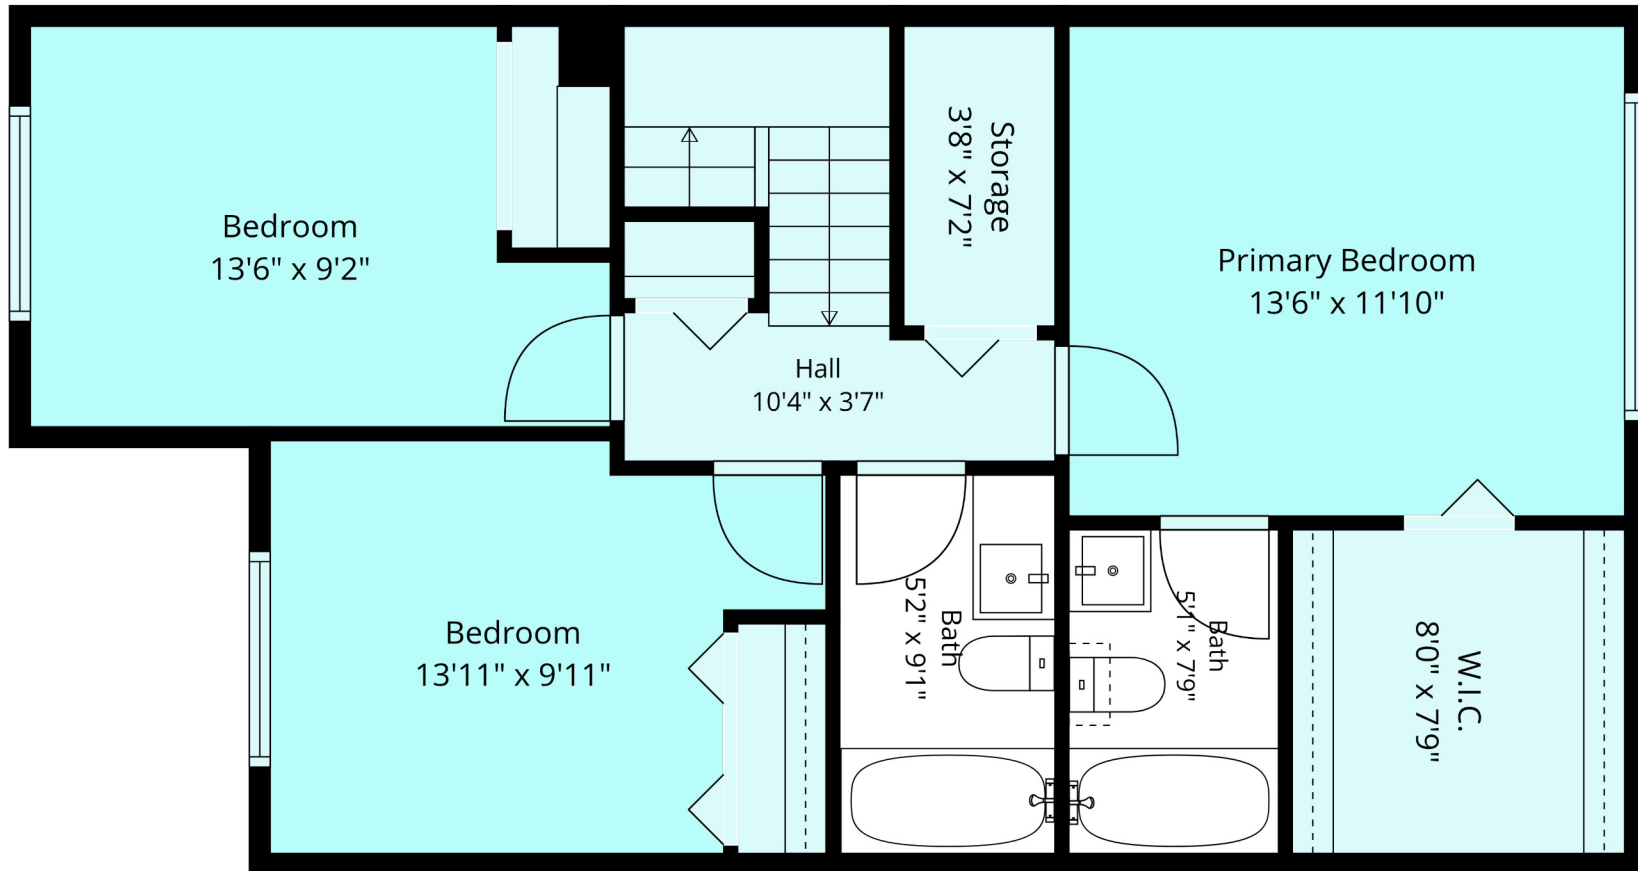 Bedroom
13'6" x 9'2"
Storage
3'8" x 7'2"
Primary Bedroom
13'6" x 11'10"
Hall
10'4" x 3'7"
Bedroom
13'11" x 9'11"
Bath
5'2" x 9'1"
Bath
5'1" x 7'9"
W.I.C.
8'0" x 7'9"